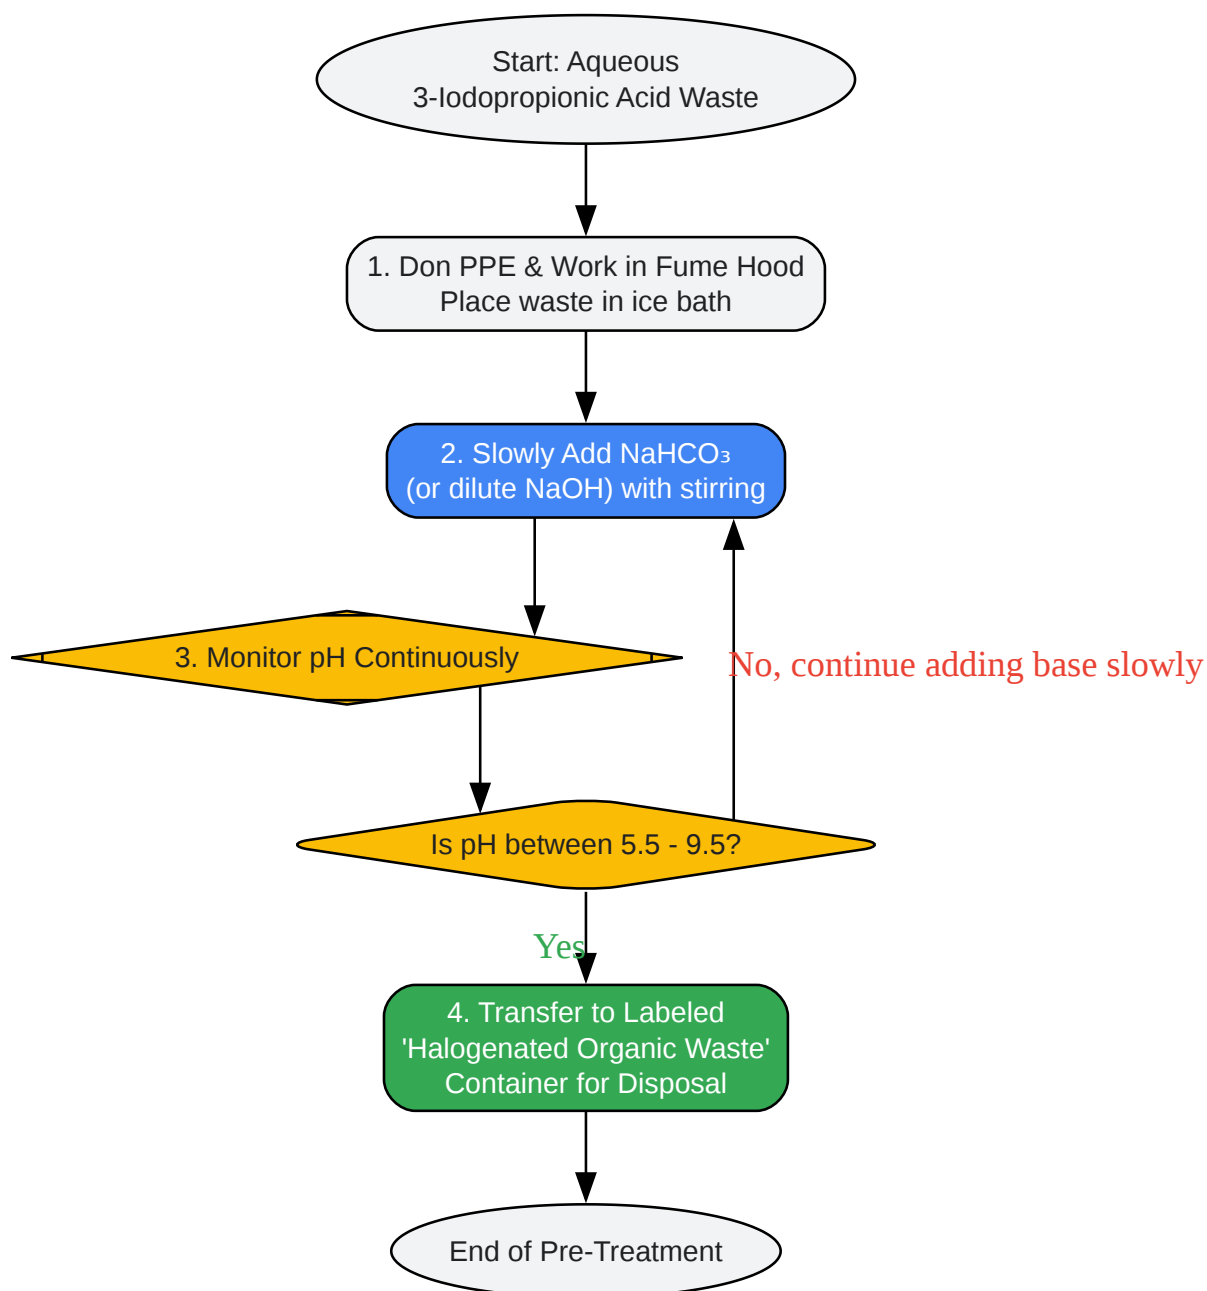 Start: Aqueous
3-Iodopropionic Acid Waste
1. Don PPE & Work in Fume Hood
Place waste in ice bath
2. Slowly Add NaHCO₃
(or dilute NaOH) with stirring
3. Monitor pH Continuously
No, continue adding base slowly
Is pH between 5.5 - 9.5?
Yes
4. Transfer to Labeled
'Halogenated Organic Waste'
Container for Disposal
End of Pre-Treatment